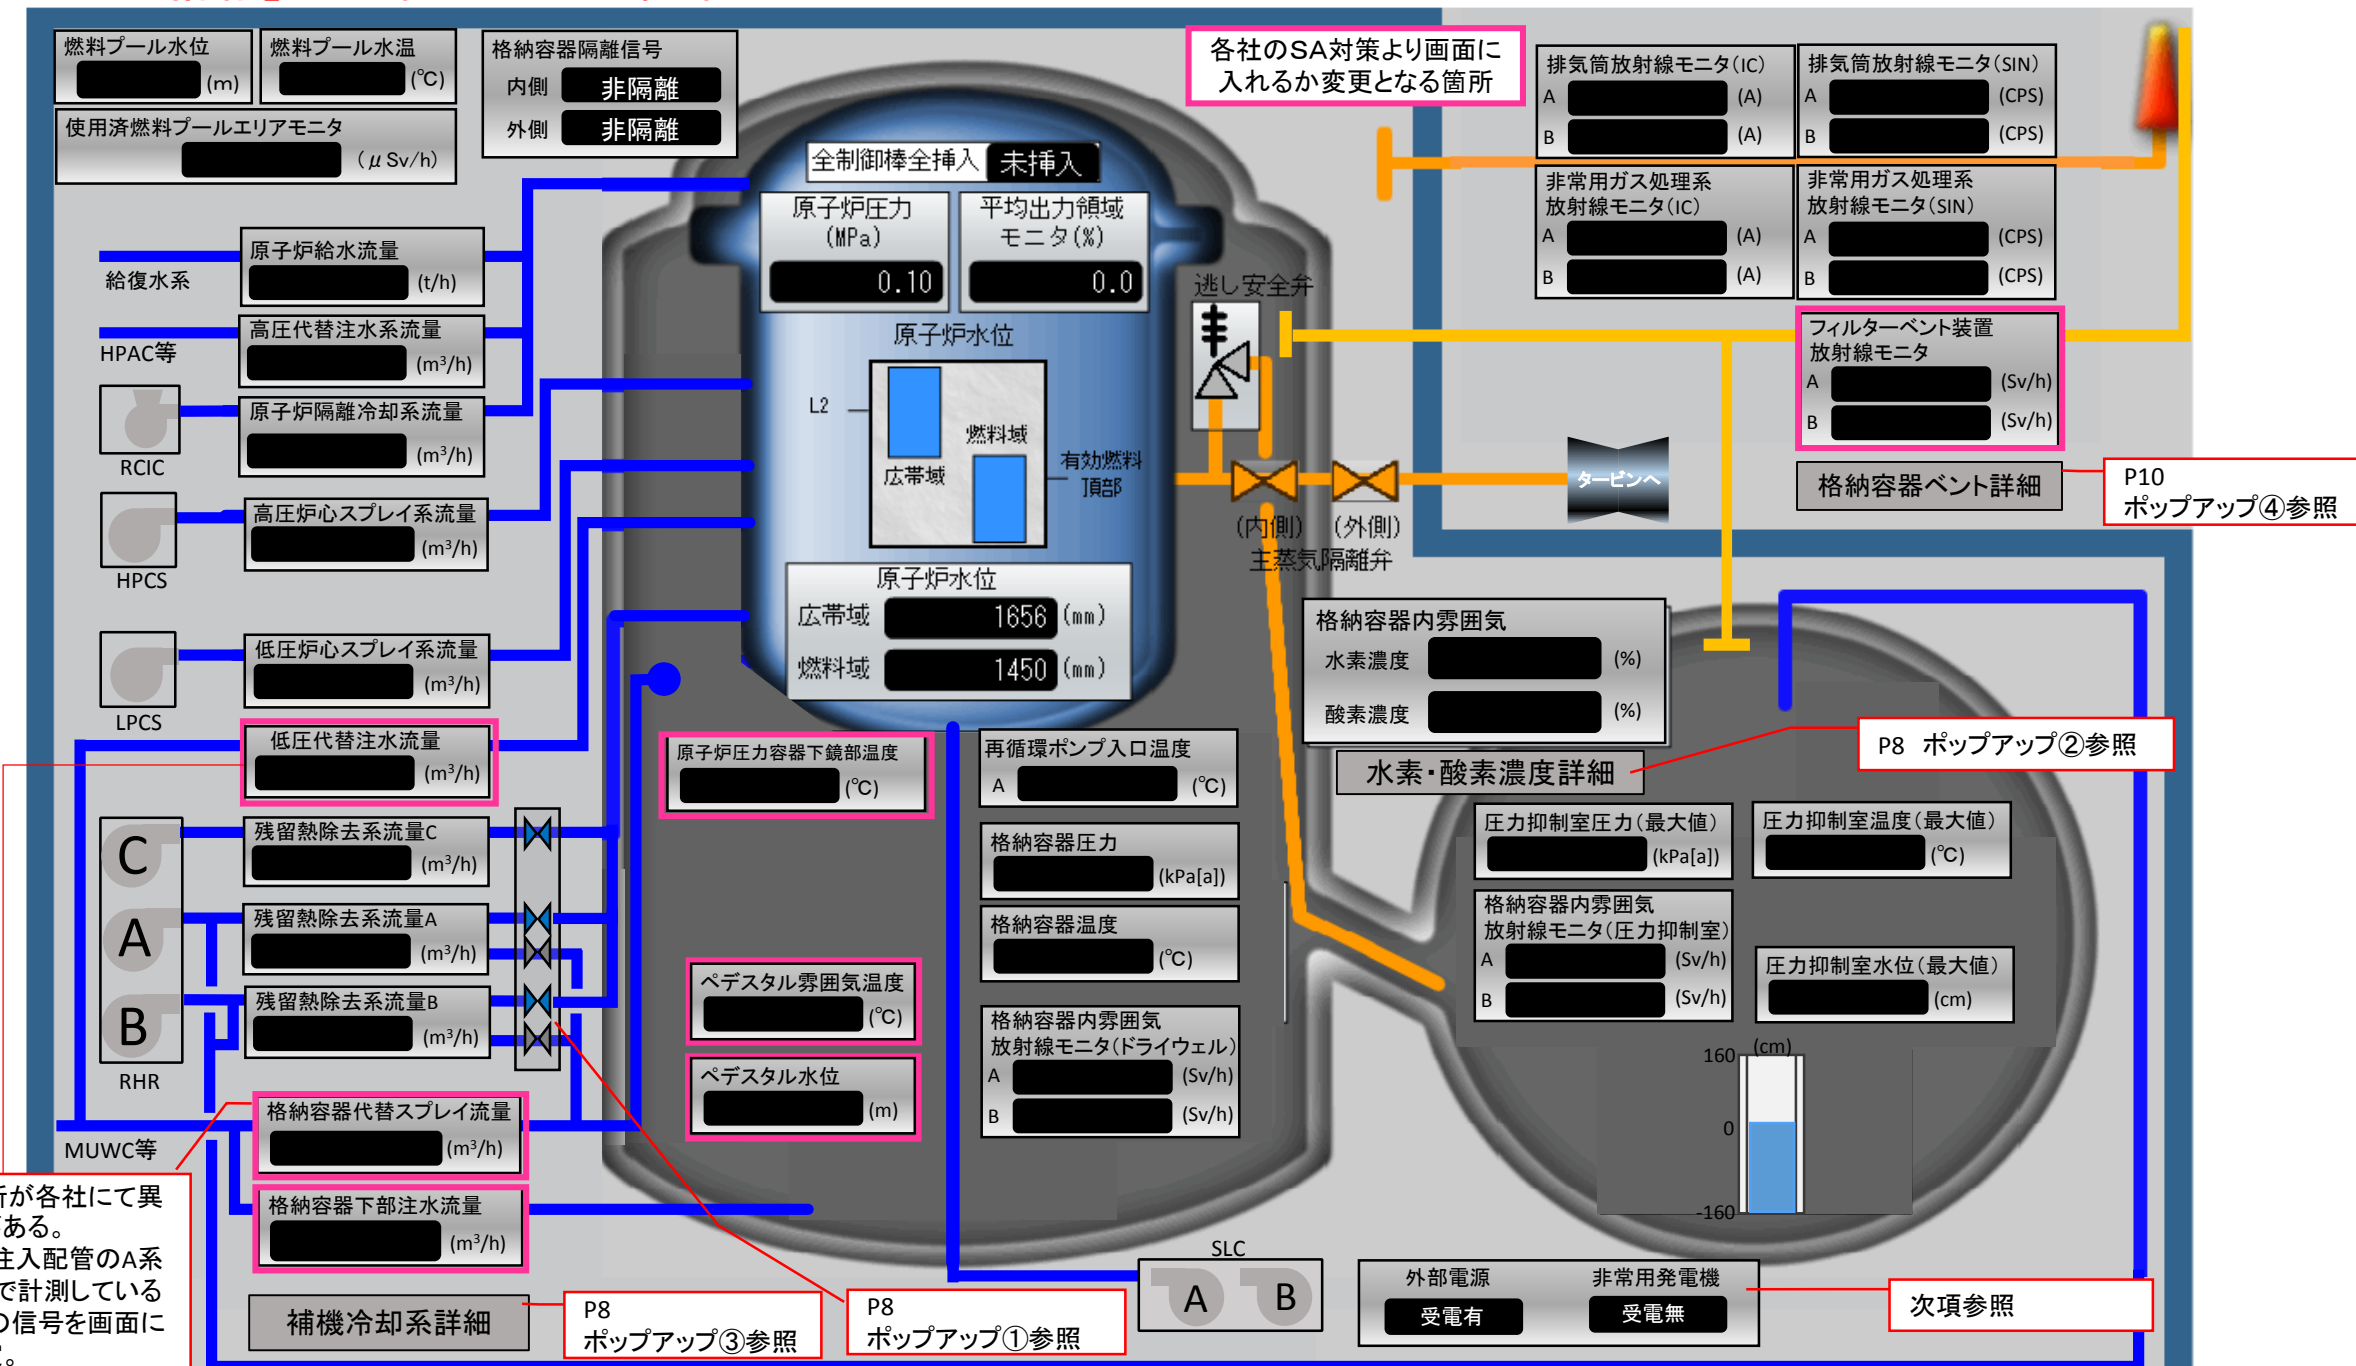 燃料プール水位
(m)
燃料プール水温
(℃)
使用済燃料プールエリアモニタ
(μSv/h)
格納容器隔離信号
内側 非隔離
外側 非隔離
各社のSA対策より画面に
入れるか変更となる箇所
排気筒放射線モニタ(IC)
A (A)
B (A)
排気筒放射線モニタ(SIN)
A (CPS)
B (CPS)
非常用ガス処理系
放射線モニタ(IC)
A (A)
B (A)
非常用ガス処理系
放射線モニタ(SIN)
A (CPS)
B (CPS)
フィルターベント装置
放射線モニタ
A (Sv/h)
B (Sv/h)
格納容器ベント詳細
P10
ポップアップ④参照
全制御棒全挿入 未挿入
原子炉圧力
(MPa)
0.10
平均出力領域
モニタ(%)
0.0
原子炉水位
L2
広帯域
燃料域
有効燃料
頂部
原子炉水位
広帯域 1656 (mm)
燃料域 1450 (mm)
逃し安全弁
タービンへ
(内側)
(外側)
主蒸気隔離弁
給復水系
原子炉給水流量
(t/h)
HPAC等
高圧代替注水系流量
(m³/h)
RCIC
原子炉隔離冷却系流量
(m³/h)
HPCS
高圧炉心スプレイ系流量
(m³/h)
LPCS
低圧炉心スプレイ系流量
(m³/h)
低圧代替注水流量
(m³/h)
C
A
B
RHR
残留熱除去系流量C
(m³/h)
残留熱除去系流量A
(m³/h)
残留熱除去系流量B
(m³/h)
MUWC等
格納容器代替スプレイ流量
(m³/h)
格納容器下部注水流量
(m³/h)
所が各社にて異
がある。
注入配管のA系
で計測している
の信号を画面に
補機冷却系詳細
P8
ポップアップ③参照
P8
ポップアップ①参照
原子炉圧力容器下鏡部温度
(℃)
再循環ポンプ入口温度
A (℃)
格納容器圧力
(kPa[a])
格納容器温度
(℃)
ペデスタル雰囲気温度
(℃)
ペデスタル水位
(m)
格納容器内雰囲気
放射線モニタ(ドライウェル)
A (Sv/h)
B (Sv/h)
格納容器内雰囲気
水素濃度 (%)
酸素濃度 (%)
水素・酸素濃度詳細
P8 ポップアップ②参照
圧力抑制室圧力(最大値)
(kPa[a])
圧力抑制室温度(最大値)
(℃)
格納容器内雰囲気
放射線モニタ(圧力抑制室)
A (Sv/h)
B (Sv/h)
圧力抑制室水位(最大値)
(cm)
(cm)
160
0
-160
SLC
A B
外部電源
受電有
非常用発電機
受電無
次項参照